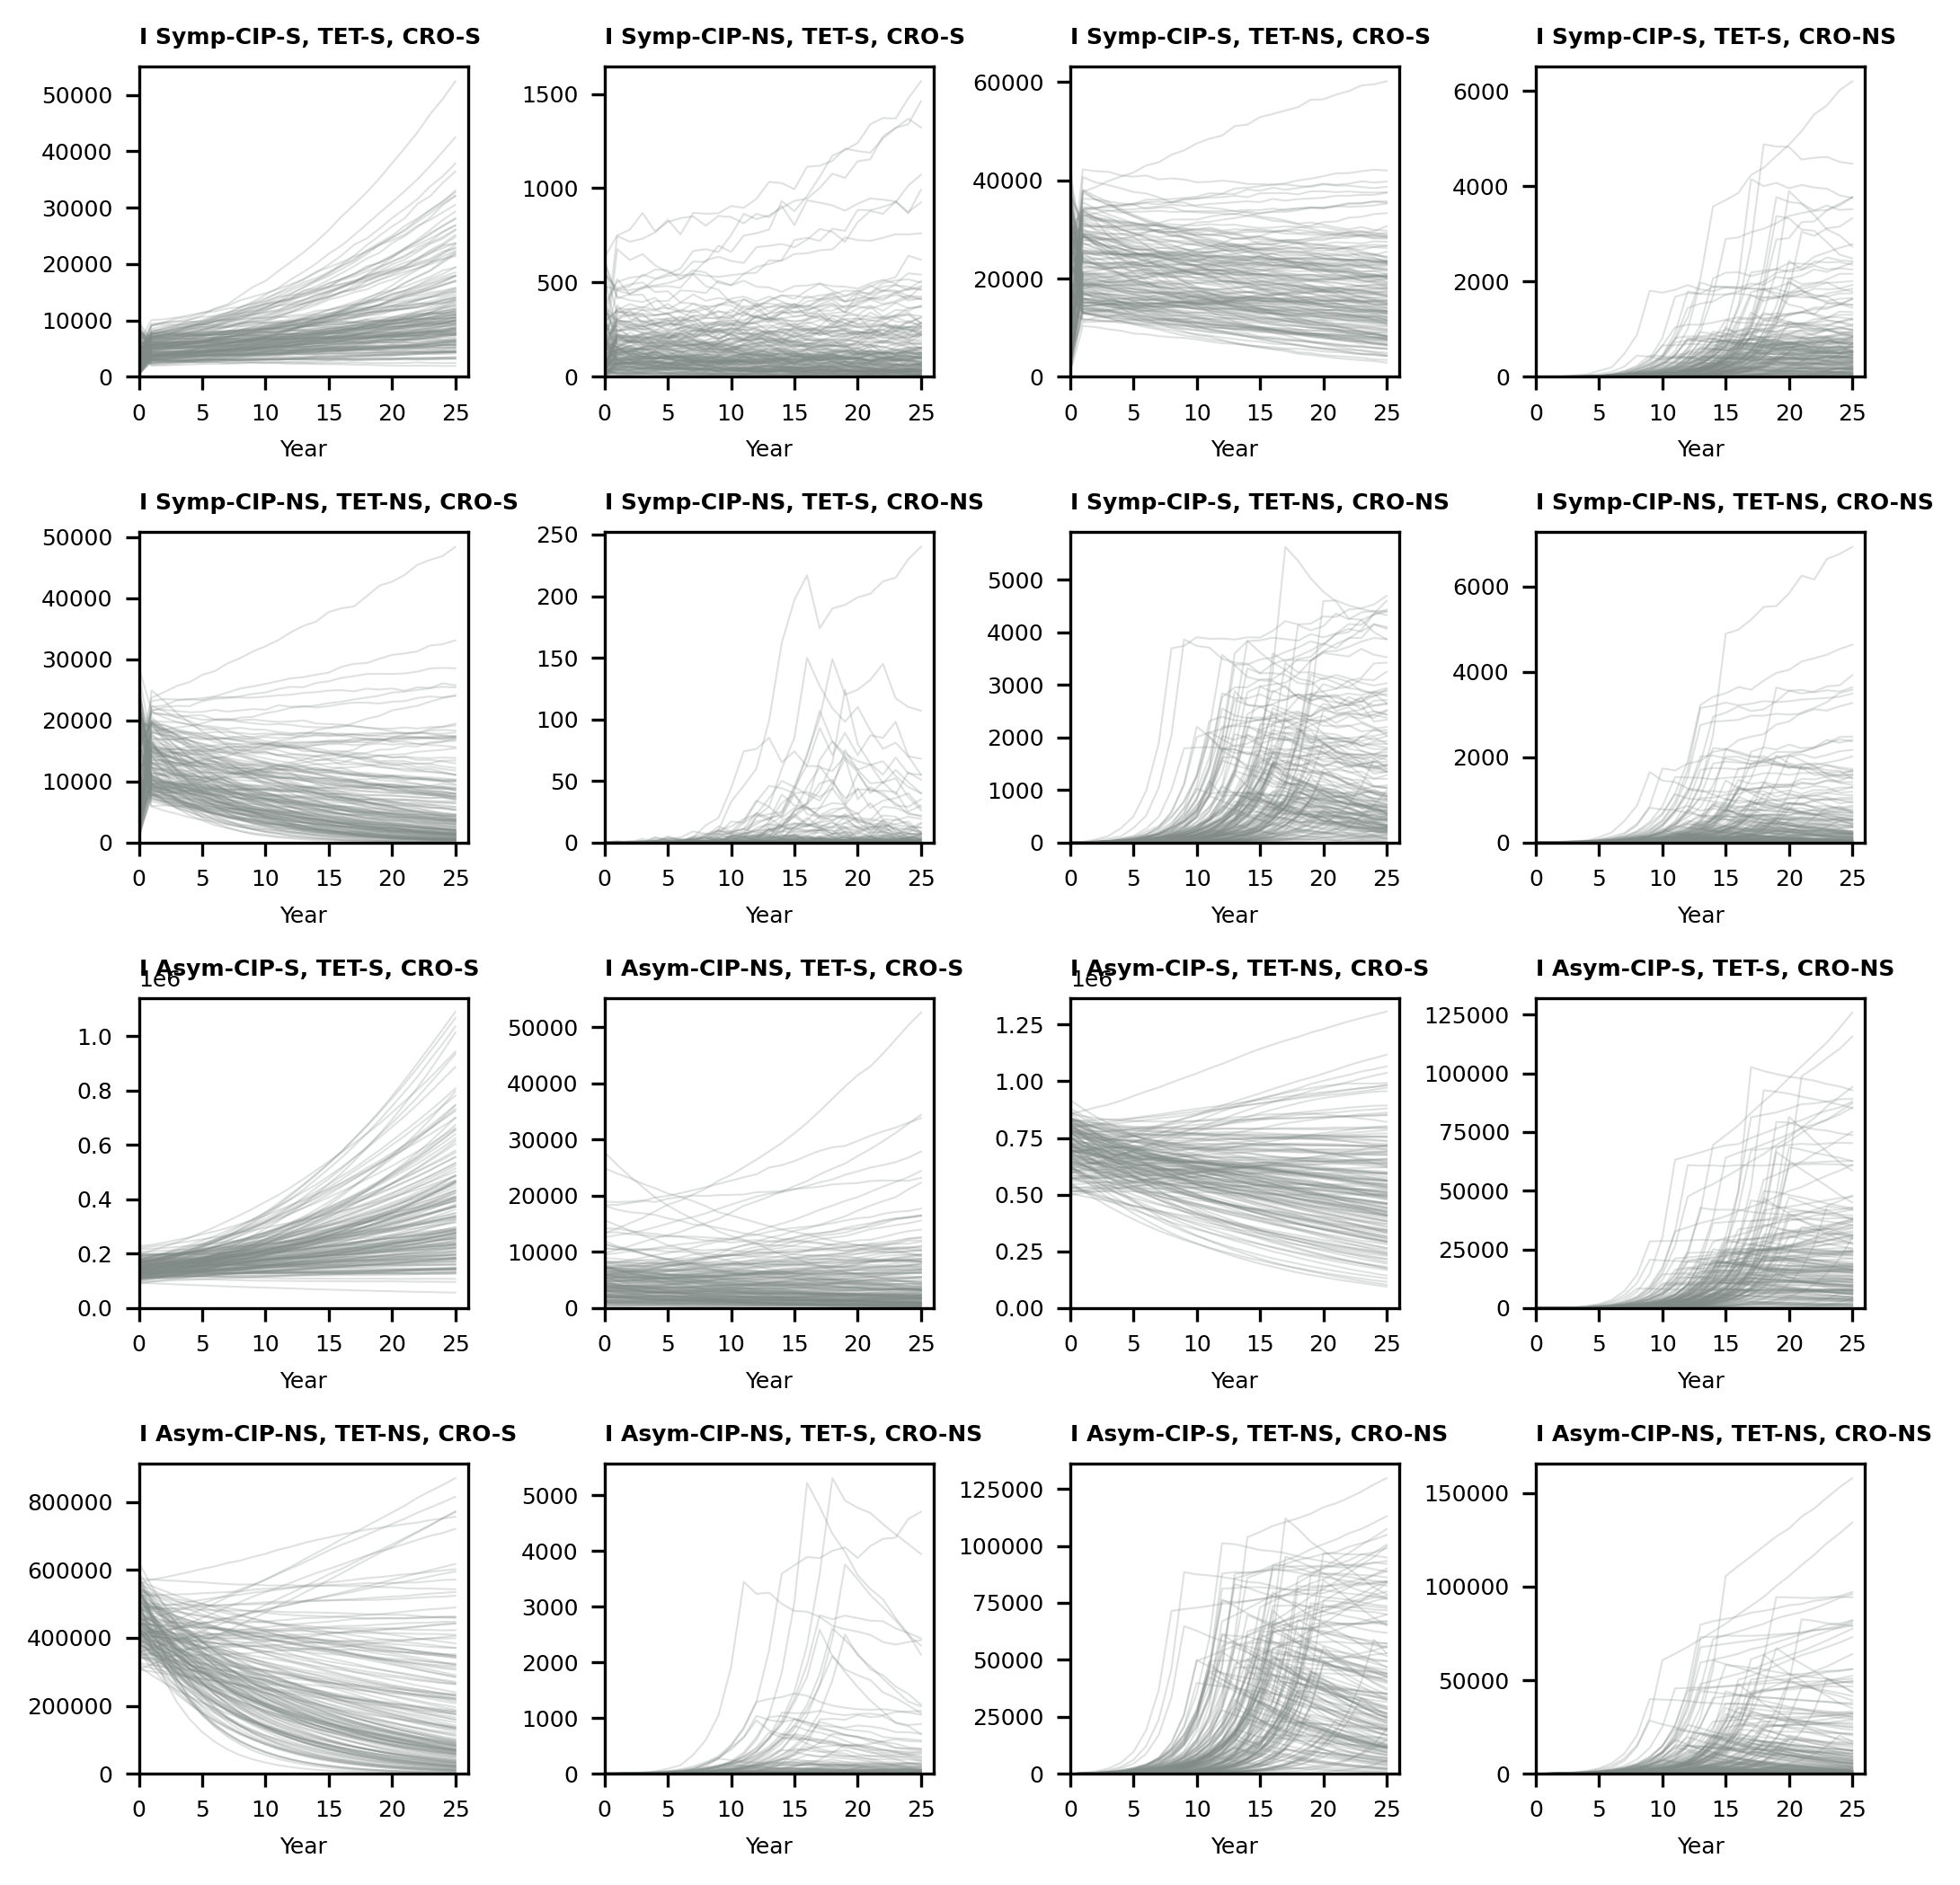 I Symp-CIP-S, TET-S, CRO-S
I Symp-CIP-NS, TET-S, CRO-S
I Symp-CIP-S, TET-NS, CRO-S
I Symp-CIP-S, TET-S, CRO-NS
50000
40000
30000
20000
10000
0
0 5 10 15 20 25
Year
1500
1000
500
0
0 5 10 15 20 25
Year
60000
40000
20000
0
0 5 10 15 20 25
Year
6000
4000
2000
0
0 5 10 15 20 25
Year
I Symp-CIP-NS, TET-NS, CRO-S
I Symp-CIP-NS, TET-S, CRO-NS
I Symp-CIP-S, TET-NS, CRO-NS
I Symp-CIP-NS, TET-NS, CRO-NS
50000
40000
30000
20000
10000
0
0 5 10 15 20 25
Year
250
200
150
100
50
0
0 5 10 15 20 25
Year
5000
4000
3000
2000
1000
0
0 5 10 15 20 25
Year
6000
4000
2000
0
0 5 10 15 20 25
Year
I Asym-CIP-S, TET-S, CRO-S
I Asym-CIP-NS, TET-S, CRO-S
I Asym-CIP-S, TET-NS, CRO-S
I Asym-CIP-S, TET-S, CRO-NS
1e6
1.0
0.8
0.6
0.4
0.2
0.0
0 5 10 15 20 25
Year
50000
40000
30000
20000
10000
0
0 5 10 15 20 25
Year
1e6
1.25
1.00
0.75
0.50
0.25
0.00
0 5 10 15 20 25
Year
125000
100000
75000
50000
25000
0
0 5 10 15 20 25
Year
I Asym-CIP-NS, TET-NS, CRO-S
I Asym-CIP-NS, TET-S, CRO-NS
I Asym-CIP-S, TET-NS, CRO-NS
I Asym-CIP-NS, TET-NS, CRO-NS
800000
600000
400000
200000
0
0 5 10 15 20 25
Year
5000
4000
3000
2000
1000
0
0 5 10 15 20 25
Year
125000
100000
75000
50000
25000
0
0 5 10 15 20 25
Year
150000
100000
50000
0
0 5 10 15 20 25
Year